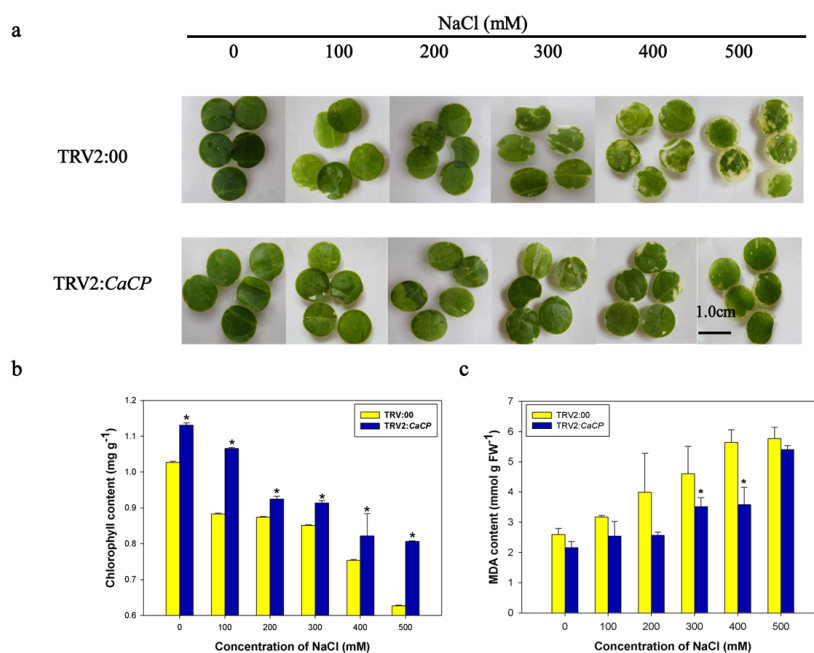 a
NaCl (mM)
0 100 200 300 400 500
TRV2:00
TRV2:CaCP
1.0cm
b
Chlorophyll content (mg g⁻¹)
1.2
1.1
1.0
0.9
0.8
0.7
0.6
TRV:00
TRV2:CaCP
* * * * * *
0 100 200 300 400 500
Concentration of NaCl (mM)
c
MDA content (mmol g FW⁻¹)
7
6
5
4
3
2
1
0
TRV2:00
TRV2:CaCP
* *
0 100 200 300 400 500
Concentration of NaCl (mM)